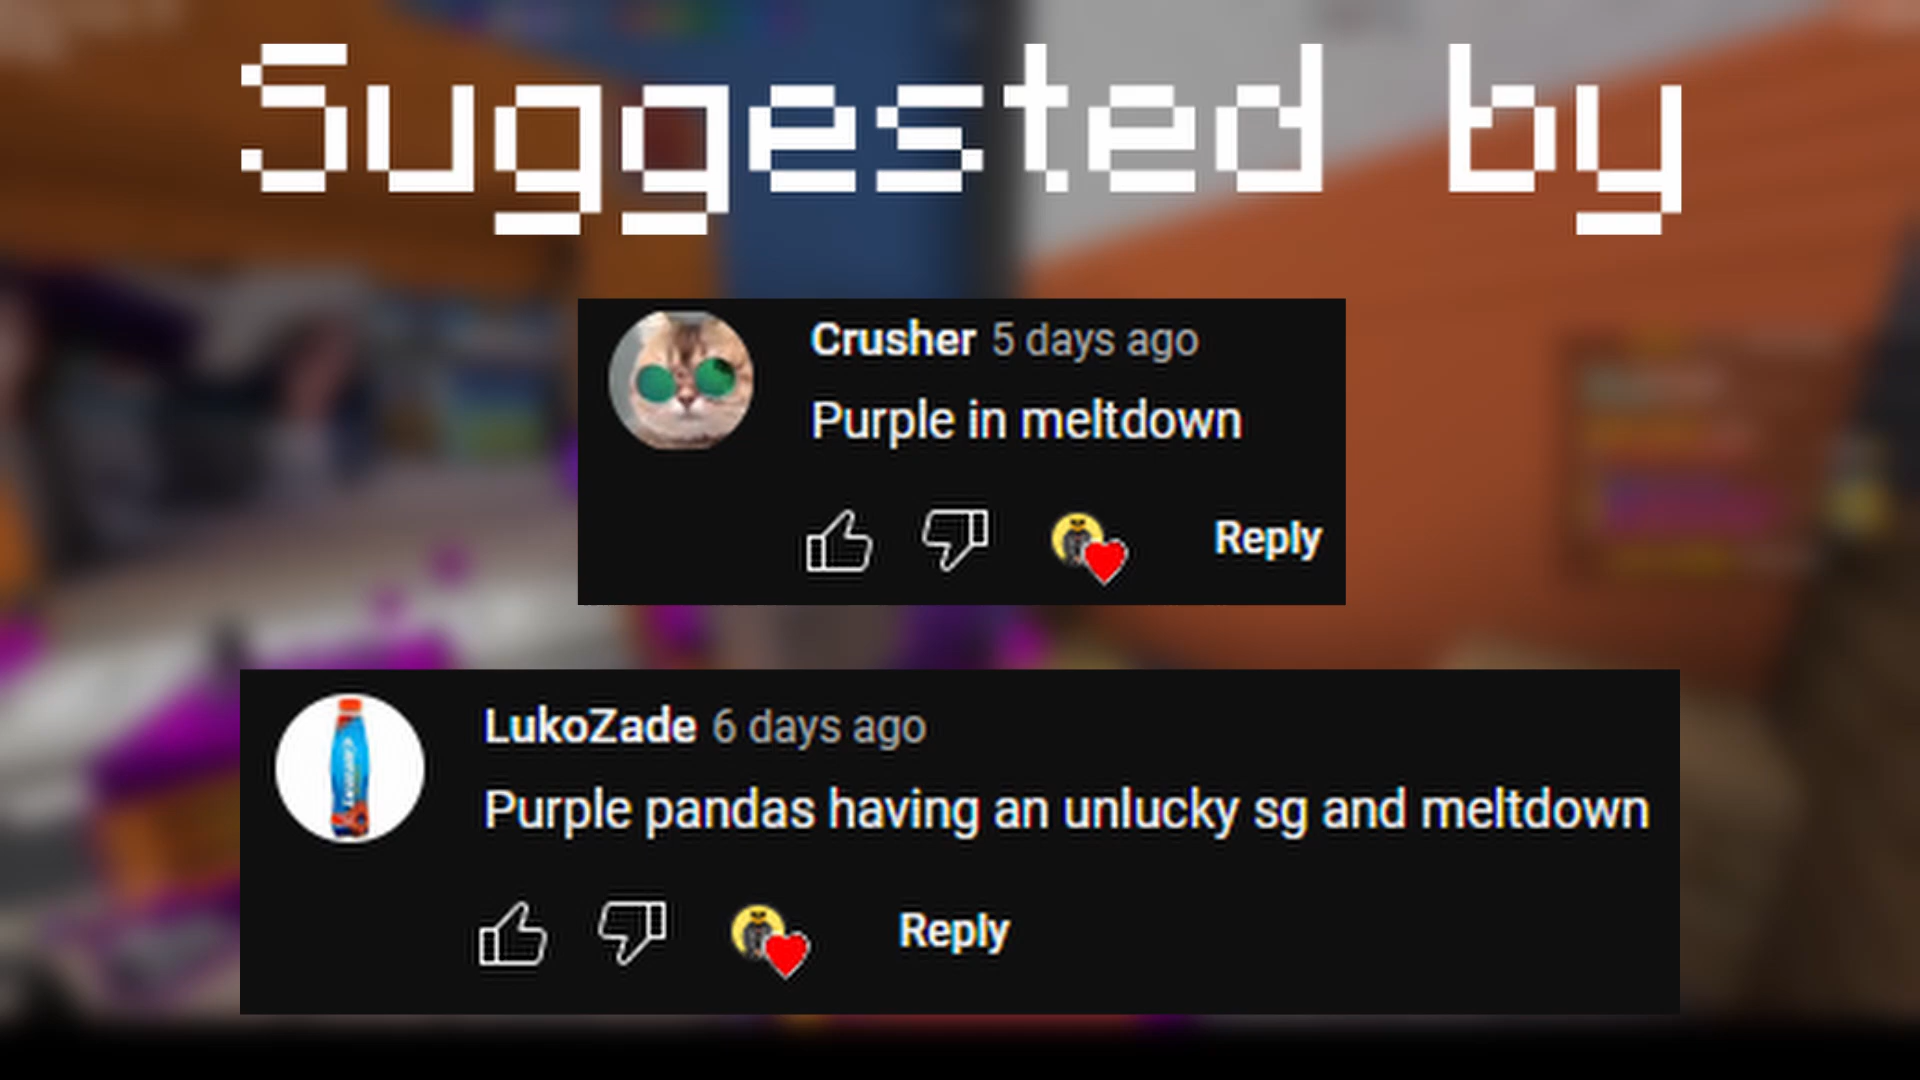 Suggested by
Crusher 5 days ago
Purple in meltdown
Reply
LukoZade 6 days ago
Purple pandas having an unlucky sg and meltdown
Reply